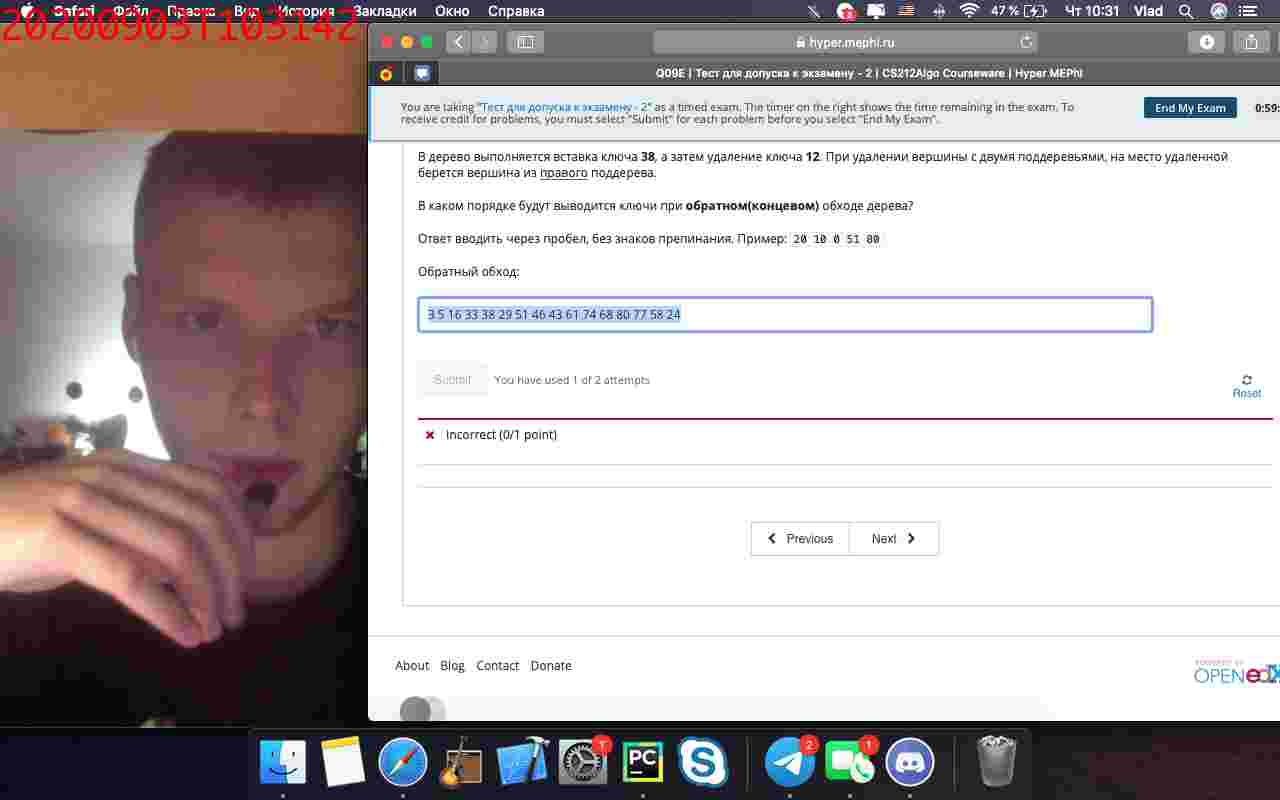 20200903T103142
Safari Файл Правка Вид История Закладки Окно Справка
47 % Чт 10:31 Vlad
hyper.mephi.ru
Q09E | Тест для допуска к экзамену - 2 | CS212Algo Courseware | Hyper.MEPhI
You are taking "Тест для допуска к экзамену - 2" as a timed exam. The timer on the right shows the time remaining in the exam. To
receive credit for problems, you must select "Submit" for each problem before you select "End My Exam".
End My Exam
0:59:
В дерево выполняется вставка ключа 38, а затем удаление ключа 12. При удалении вершины с двумя поддеревьями, на место удаленной
берется вершина из правого поддерева.
В каком порядке будут выводится ключи при обратном(концевом) обходе дерева?
Ответ вводить через пробел, без знаков препинания. Пример: 20 10 0 51 80
Обратный обход:
3 5 16 33 38 29 51 46 43 61 74 68 80 77 58 24
Submit You have used 1 of 2 attempts
Reset
Incorrect (0/1 point)
Previous Next
About Blog Contact Donate
POWERED BY
OPEN edX
PC
1
2
1